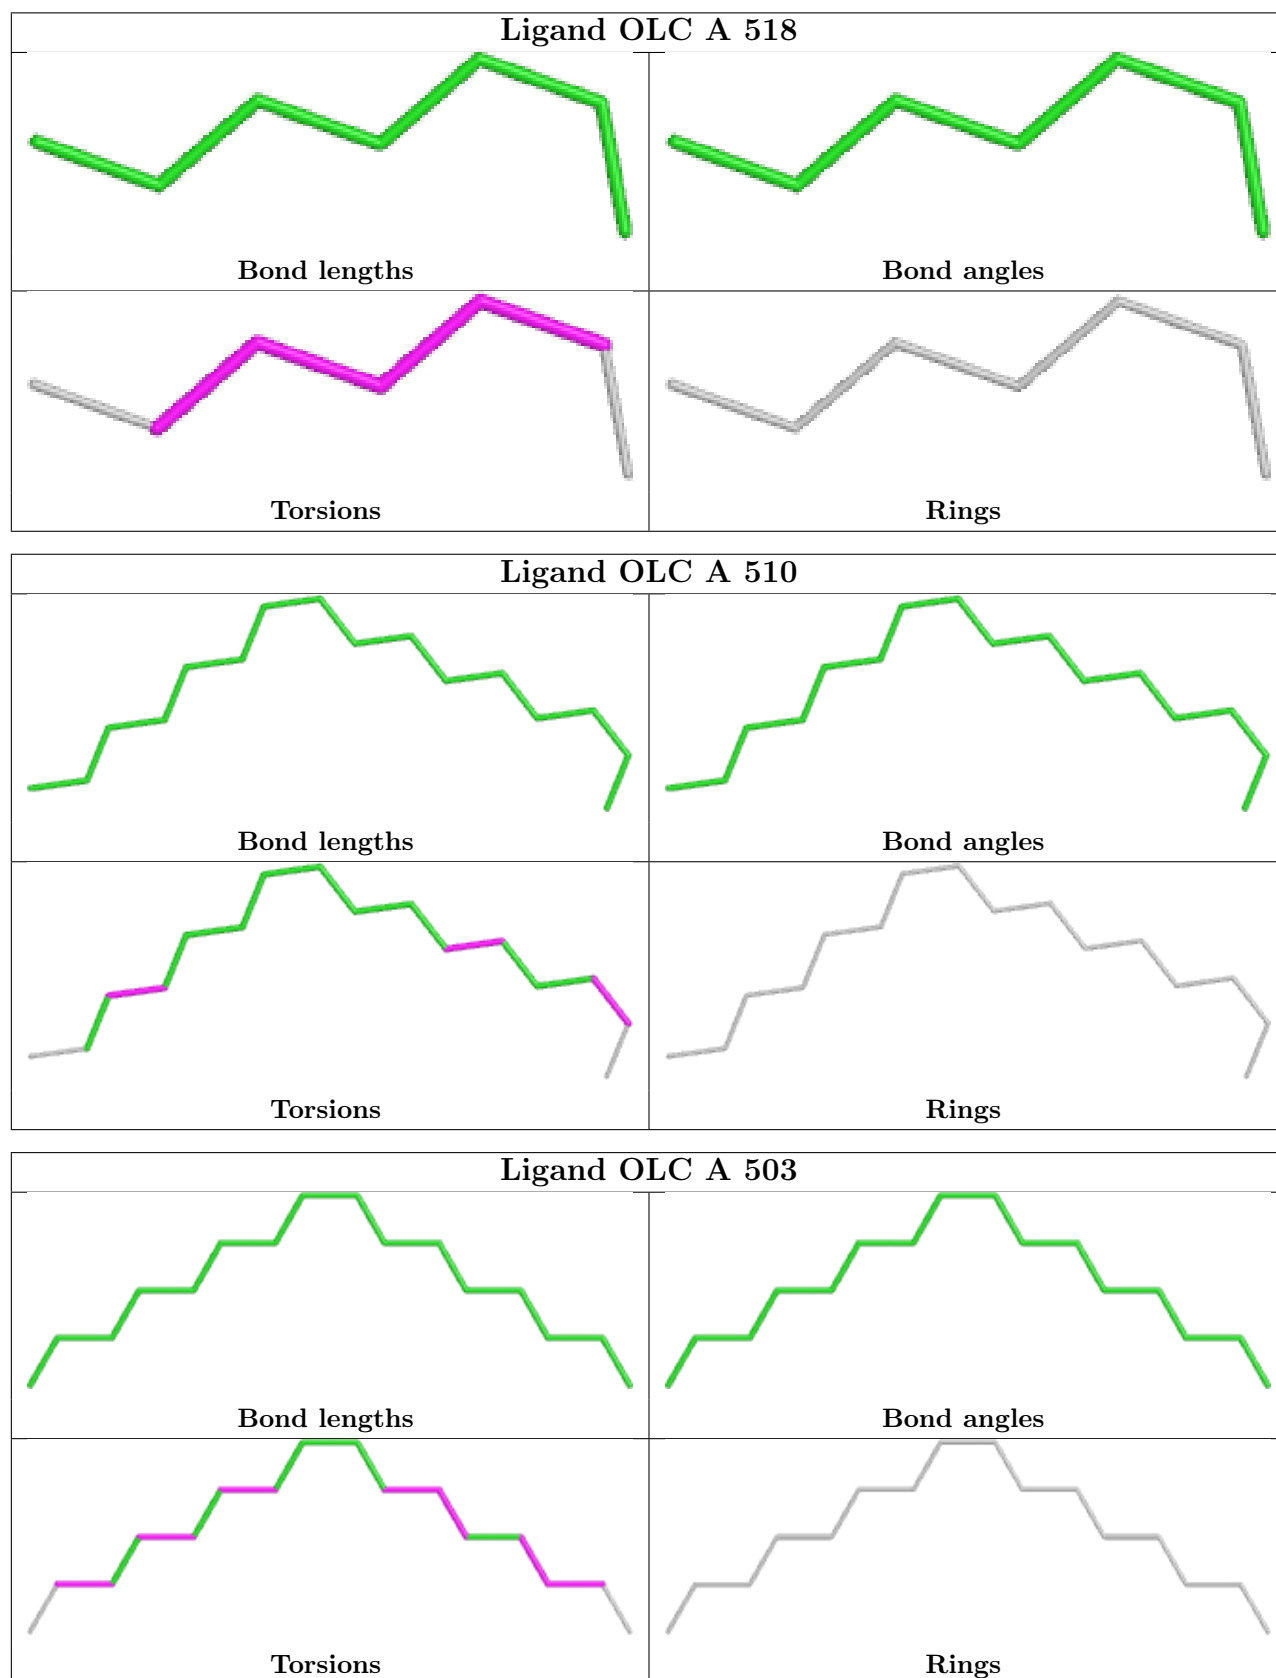 Ligand OLC A 518
Bond lengths
Bond angles
Torsions
Rings
Ligand OLC A 510
Bond lengths
Bond angles
Torsions
Rings
Ligand OLC A 503
Bond lengths
Bond angles
Torsions
Rings